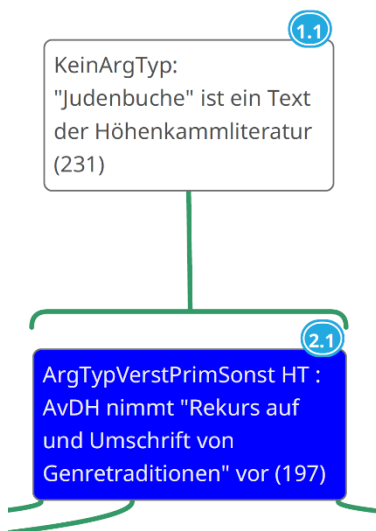 1.1
KeinArgTyp:
"Judenbuche" ist ein Text
der Höhenkammliteratur
(231)
2.1
ArgTypVerstPrimSonst HT :
AvDH nimmt "Rekurs auf
und Umschrift von
Genretraditionen" vor (197)